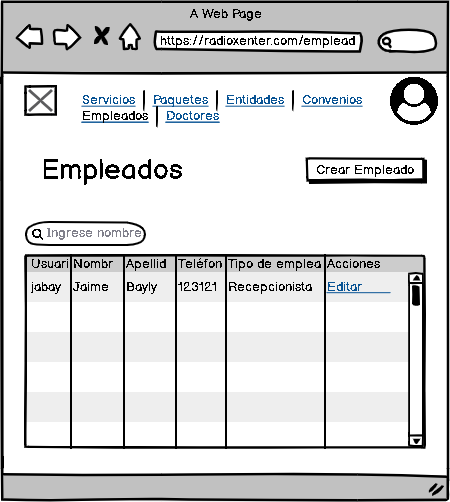 A Web Page
https://radioxenter.com/emplead
Servicios Paquetes Entidades Convenios
Empleados Doctores
Empleados
Crear Empleado
Ingrese nombre
Usuari Nombr Apellid Teléfon Tipo de emplea Acciones
jabay Jaime Bayly 123121 Recepcionista Editar